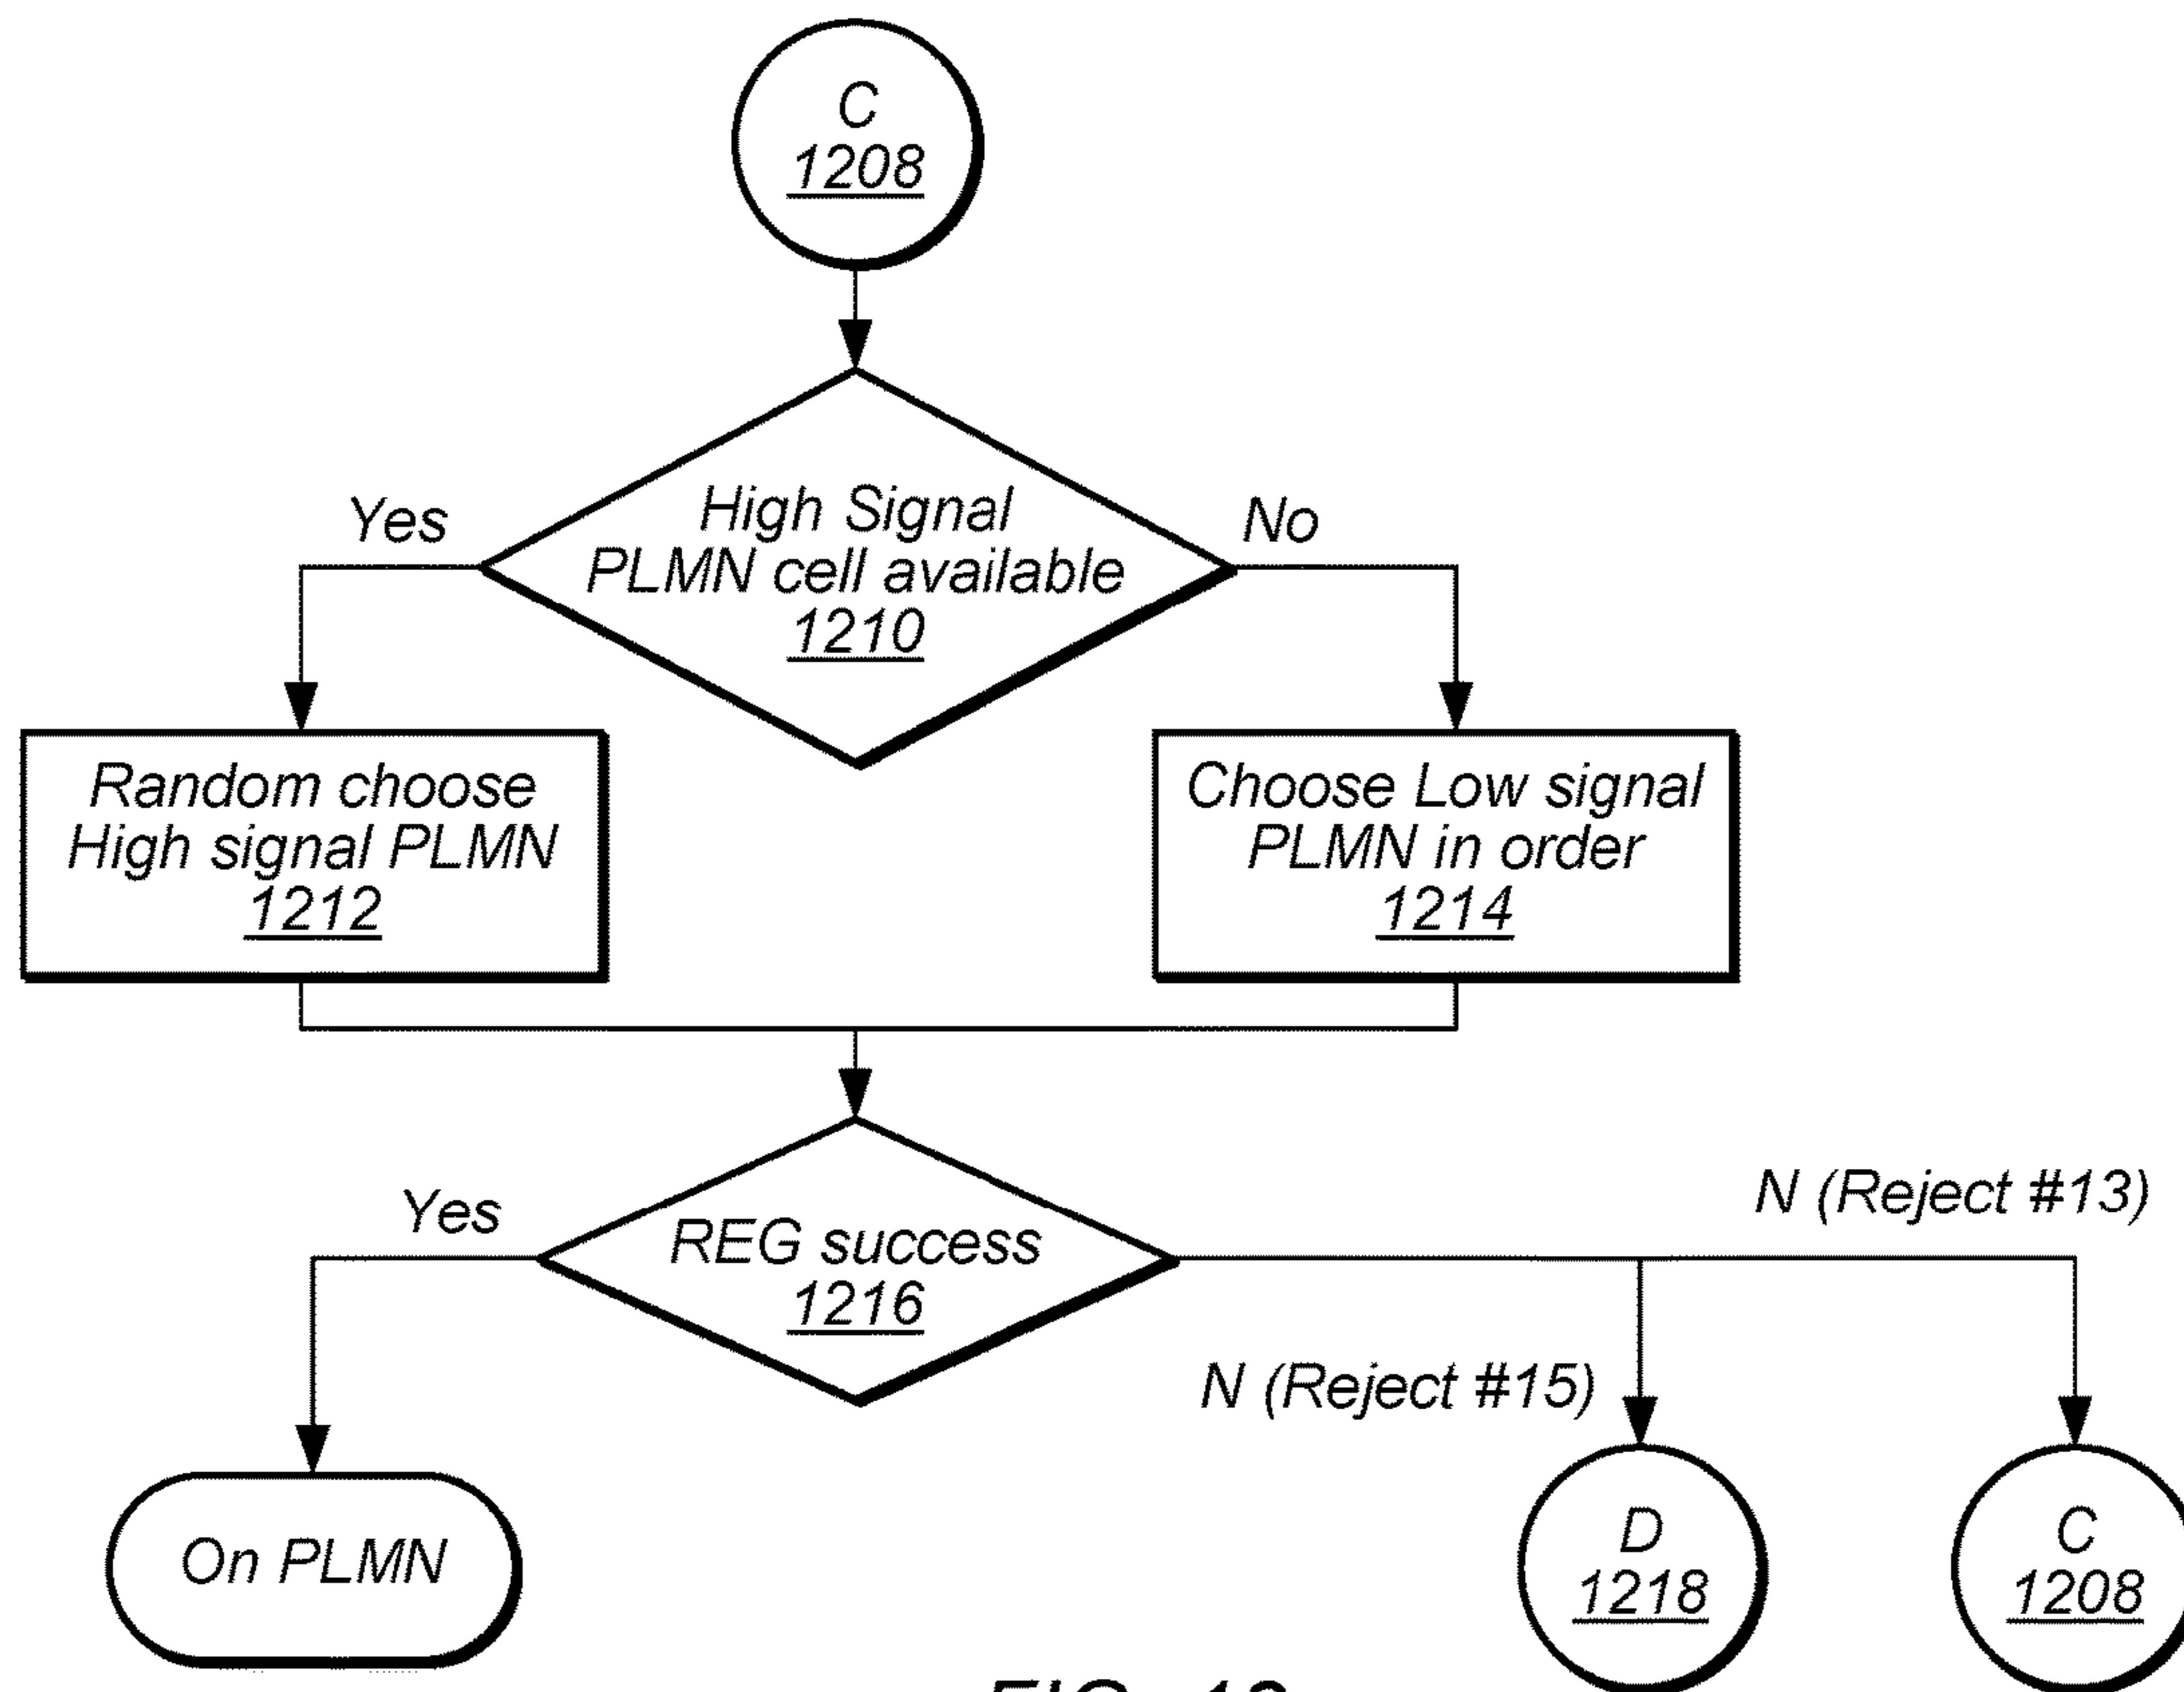 C
1208
Yes
High Signal
PLMN cell available
1210
No
Random choose
High signal PLMN
1212
Choose Low signal
PLMN in order
1214
Yes
REG success
1216
N (Reject #13)
N (Reject #15)
On PLMN
D
1218
C
1208